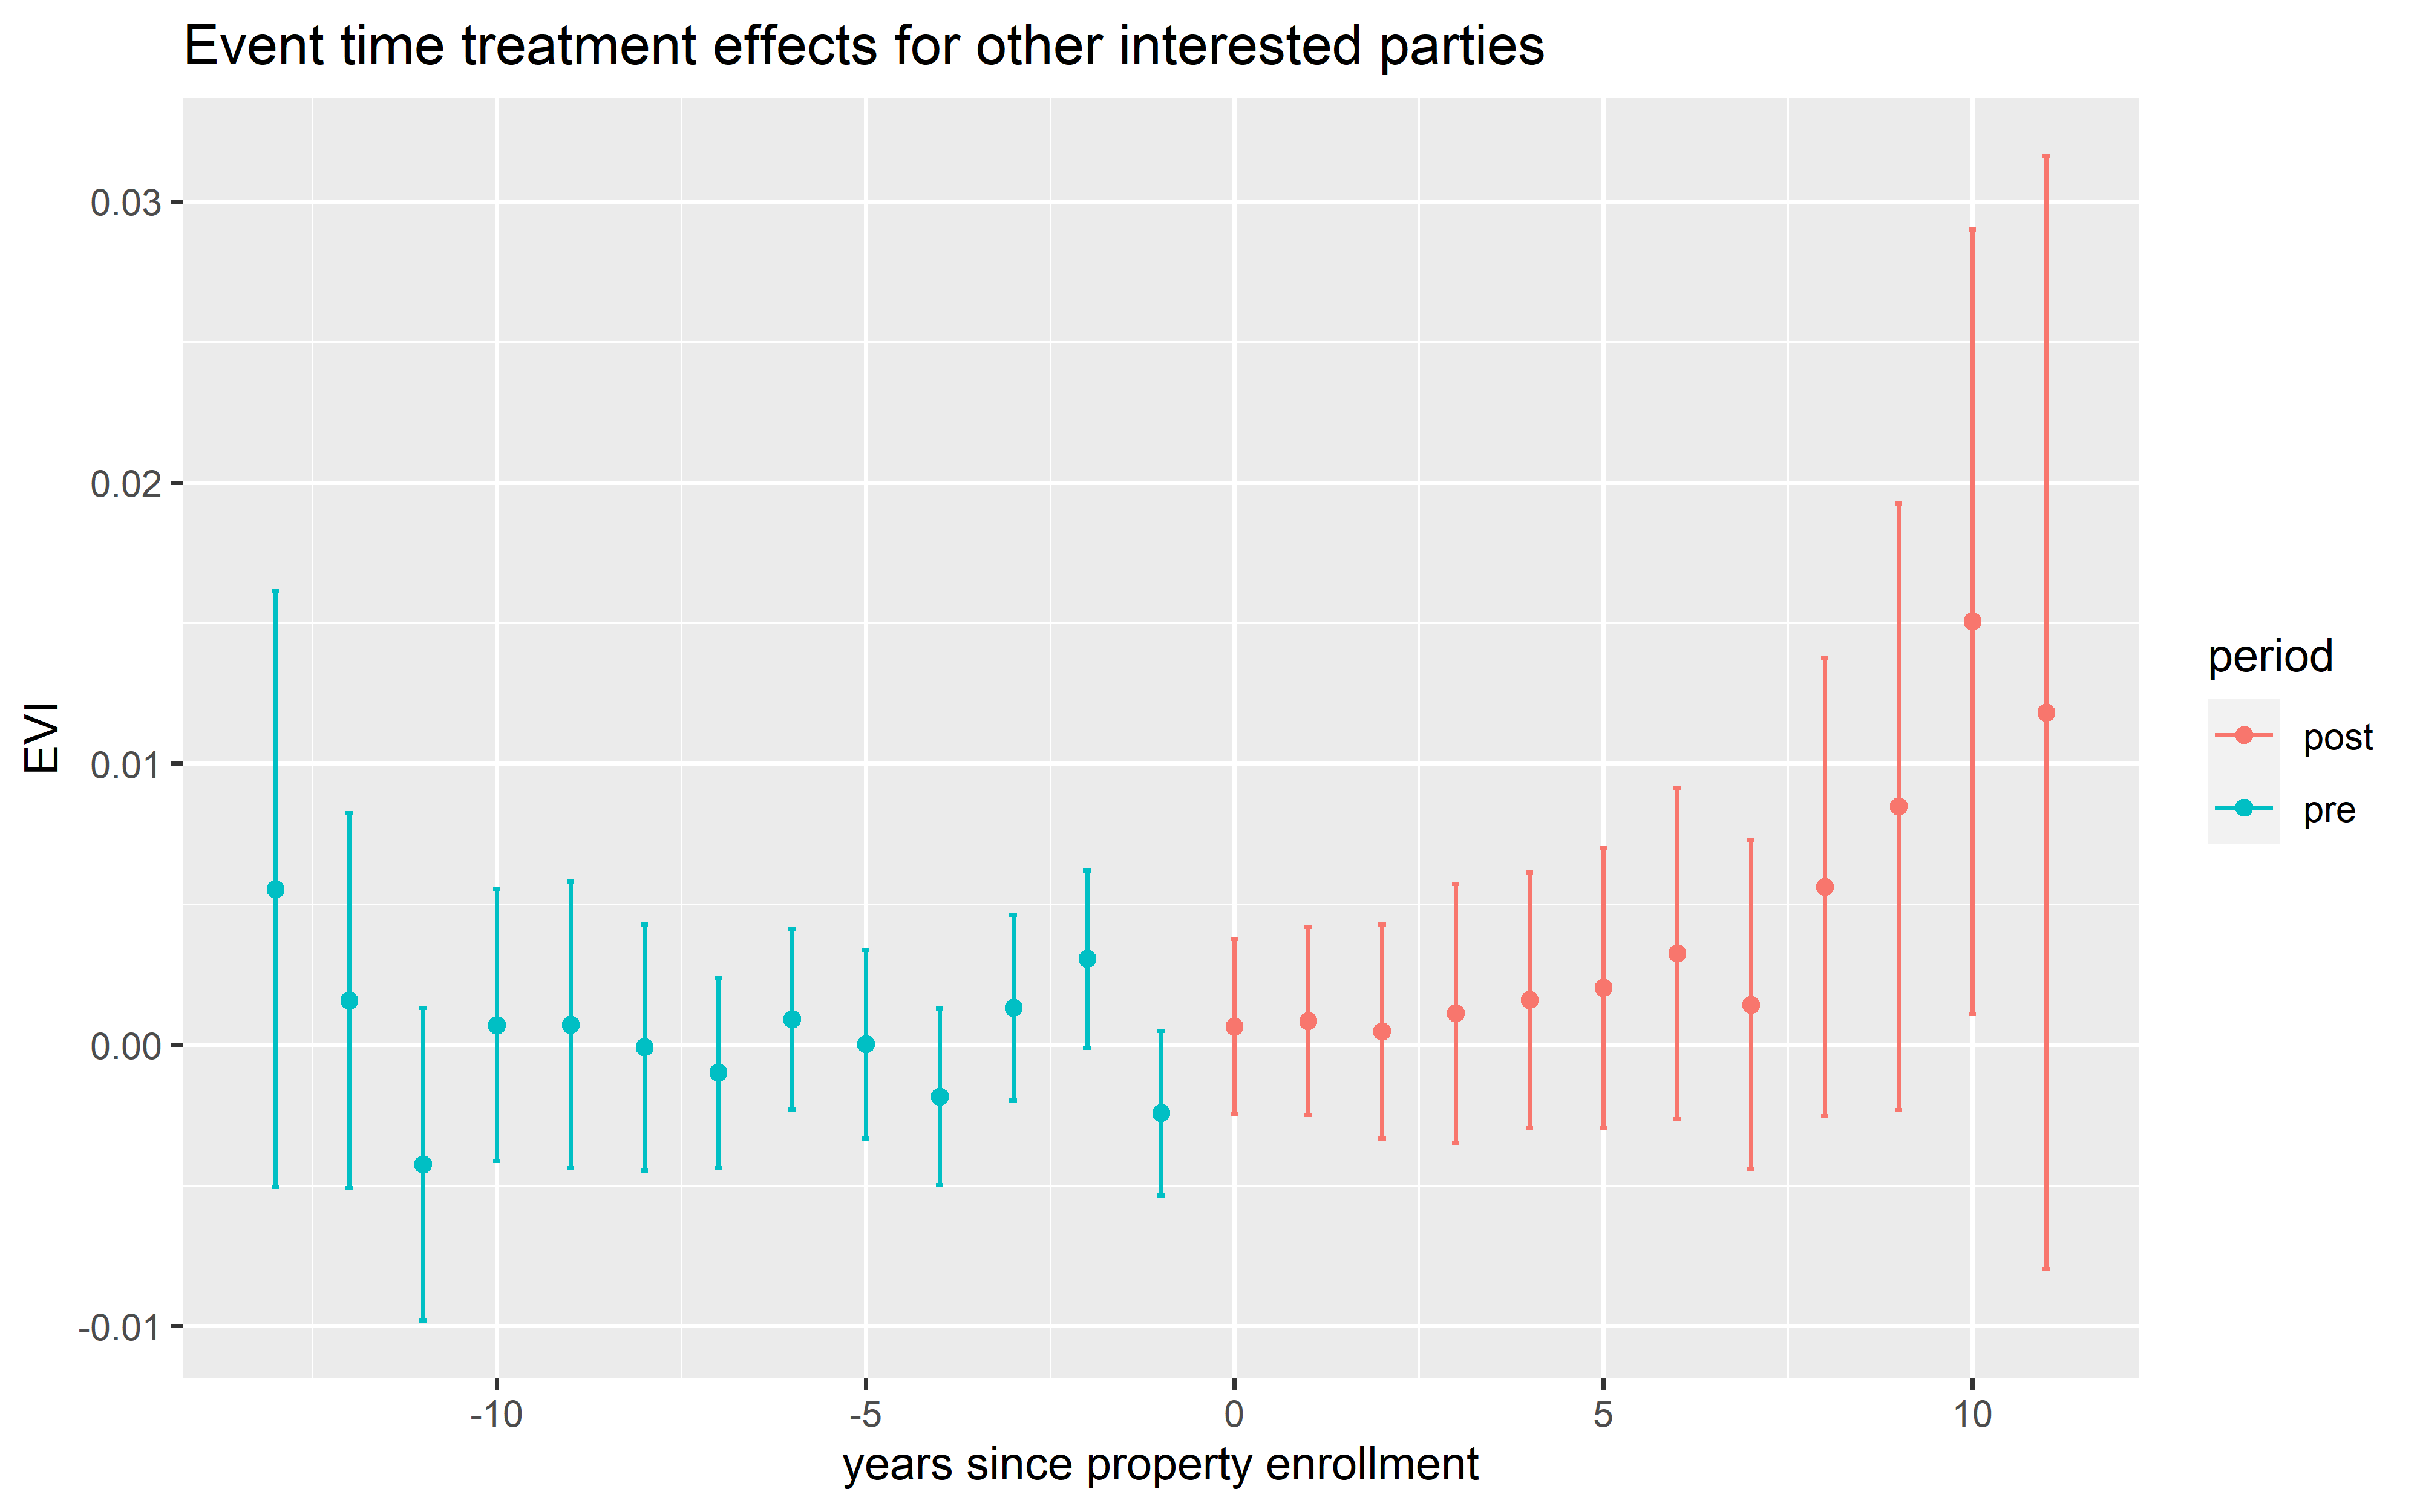 Event time treatment effects for other interested parties
EVI
0.03
0.02
0.01
0.00
-0.01
-10
-5
0
5
10
years since property enrollment
period
post
pre